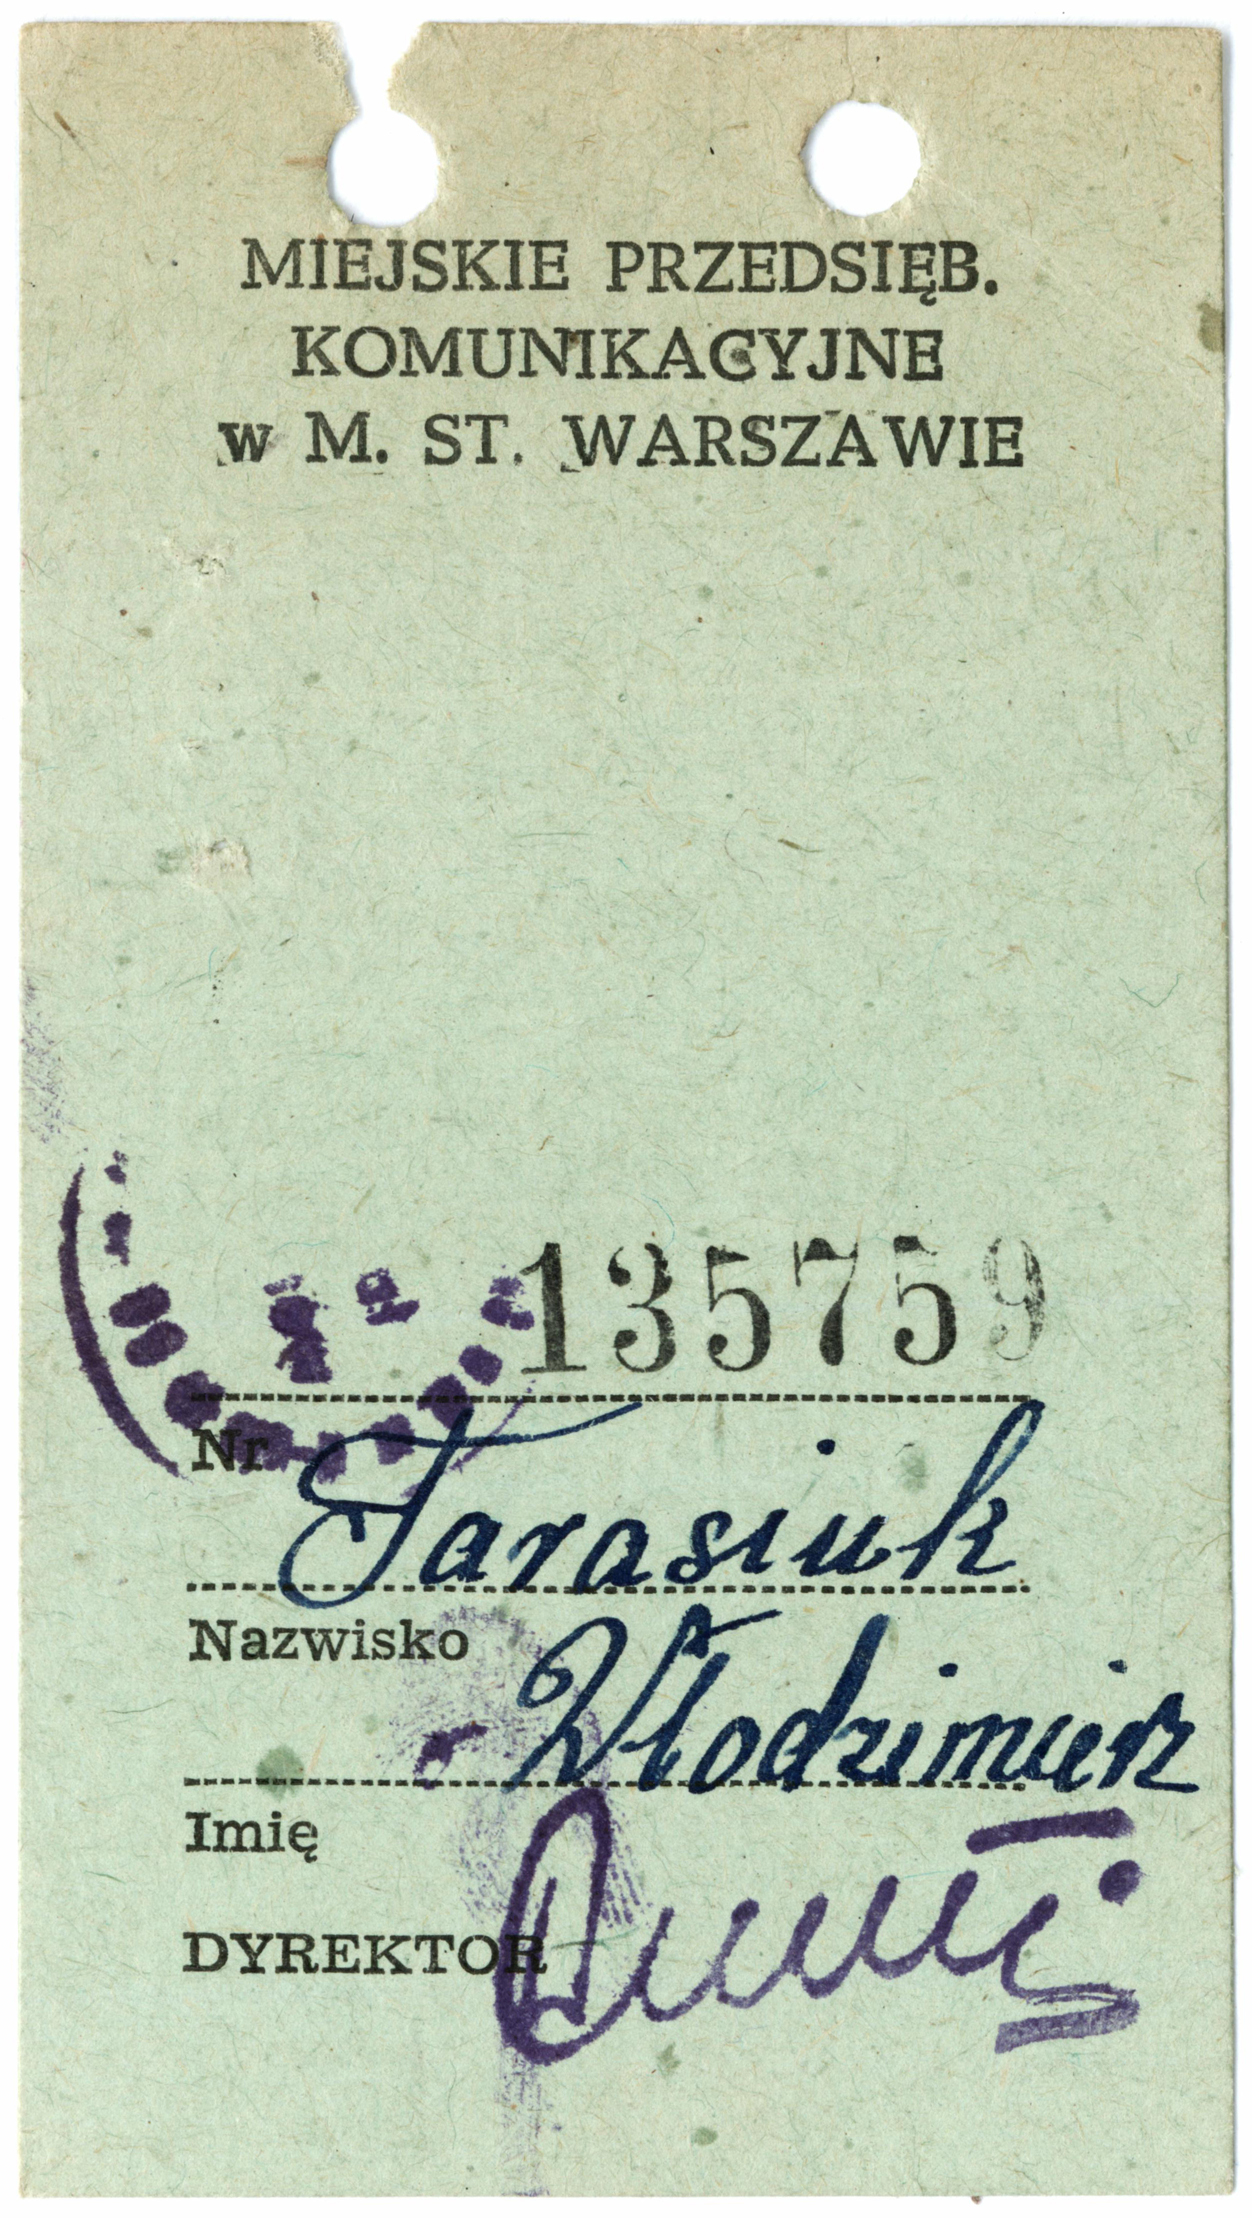 MIEJSKIE PRZEDSIĘB.
KOMUNIKACYJNE
w M. ST. WARSZAWIE
135759
Nr
Tarasiuk
Nazwisko
Włodzimierz
Imię
DYREKTOR